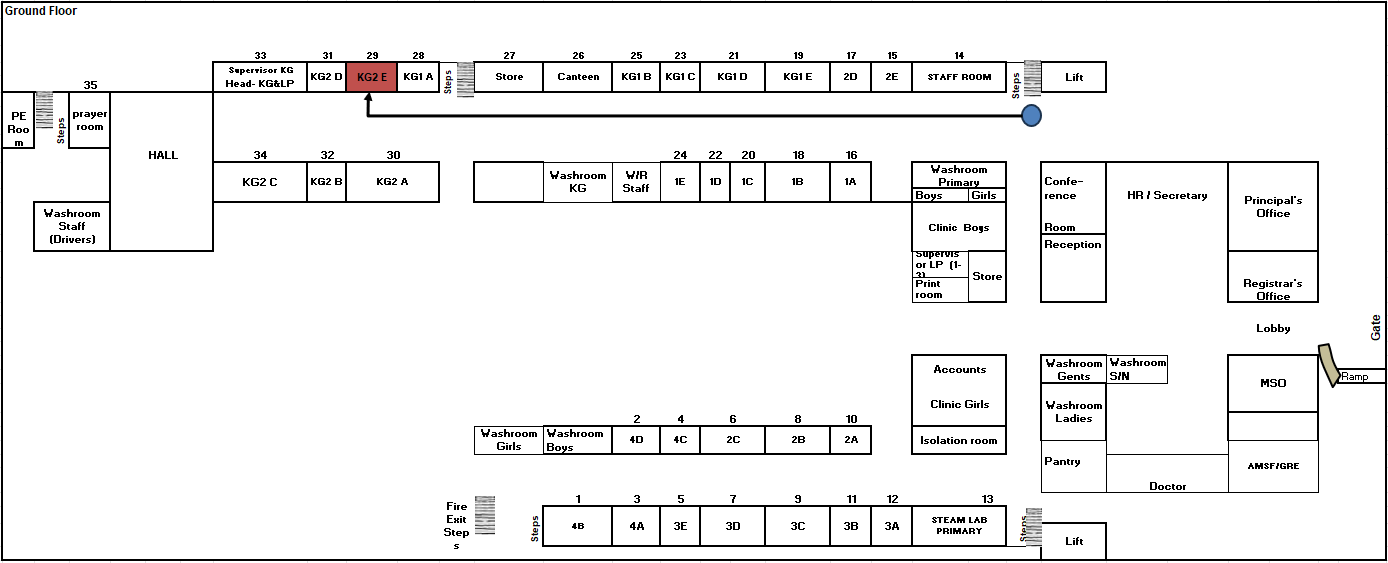 Ground Floor
33 31 29 28 27 26 25 23 21 19 17 15 14
Supervisor KG
Head- KG&LP
KG2 D
KG2 E
KG1 A
Steps
Store
Canteen
KG1 B
KG1 C
KG1 D
KG1 E
2D
2E
STAFF ROOM
Steps
Lift
35
PE
Roo
m
Steps
prayer
room
HALL
34 32 30 24 22 20 18 16
KG2 C
KG2 B
KG2 A
Washroom
KG
W/R
Staff
1E
1D
1C
1B
1A
Washroom
Primary
Boys
Girls
Clinic Boys
Supervis
or LP (1-
3)
Print
room
Store
Confe-
rence
Room
Reception
HR / Secretary
Principal's
Office
Registrar's
Office
Washroom
Staff
(Drivers)
Lobby
Gate
Ramp
Accounts
Clinic Girls
Isolation room
Washroom
Gents
Washroom
S/N
Washroom
Ladies
Pantry
Doctor
MSO
AMSF/GRE
2 4 6 8 10
Washroom
Girls
Washroom
Boys
4D
4C
2C
2B
2A
Fire
Exit
Step
s
Steps
1 3 5 7 9 11 12 13
4B
4A
3E
3D
3C
3B
3A
STEAM LAB
PRIMARY
Steps
Lift